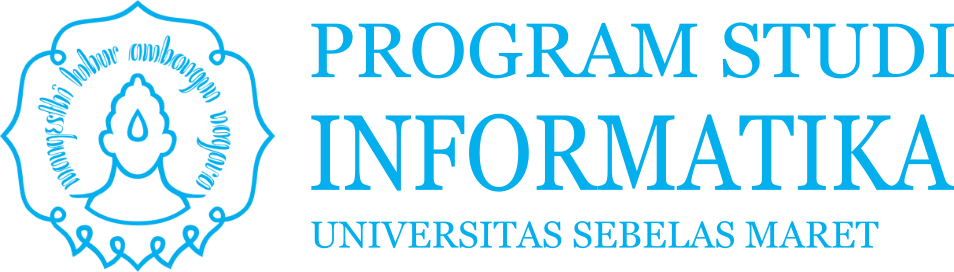 mangesthi luhur ambangun nagara
PROGRAM STUDI
INFORMATIKA
UNIVERSITAS SEBELAS MARET